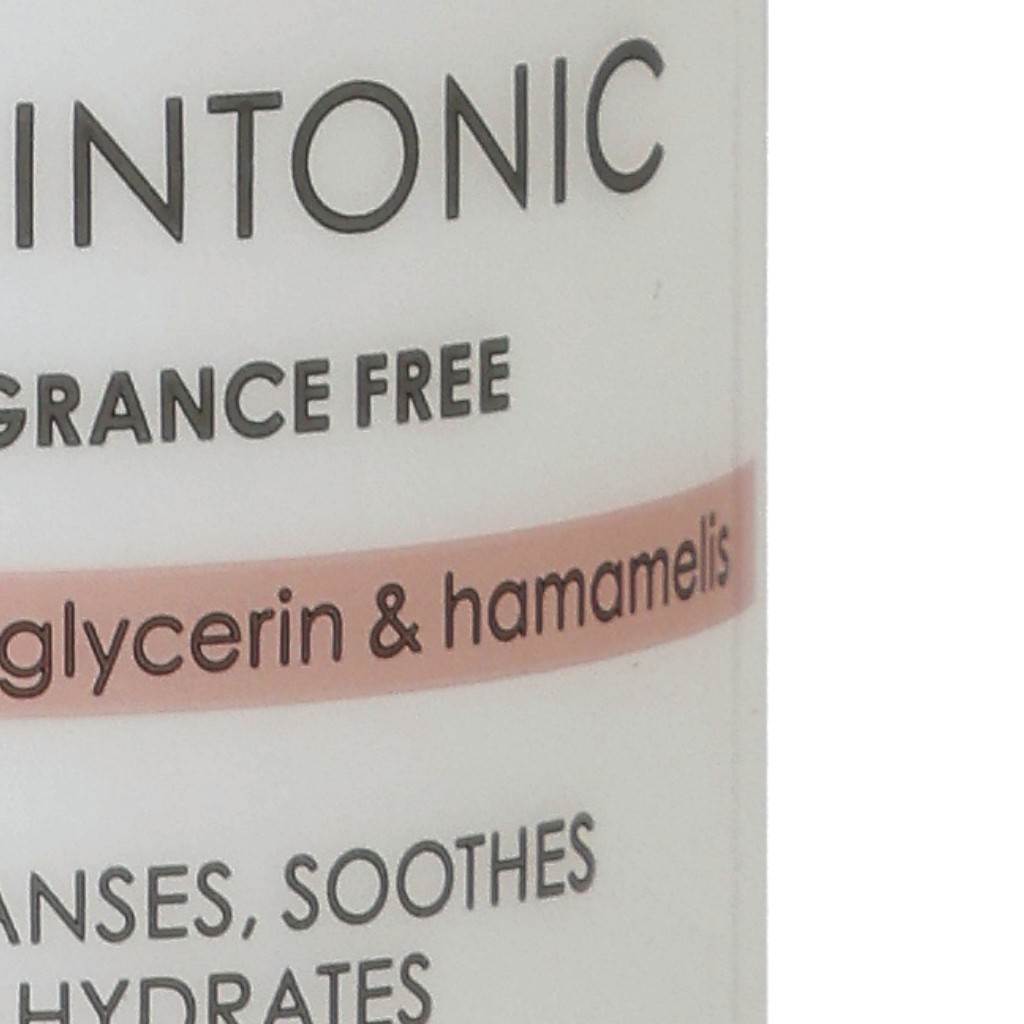 INTONIC
GRANCE FREE
glycerin & hamamelis
ANSES, SOOTHES
HYDRATES